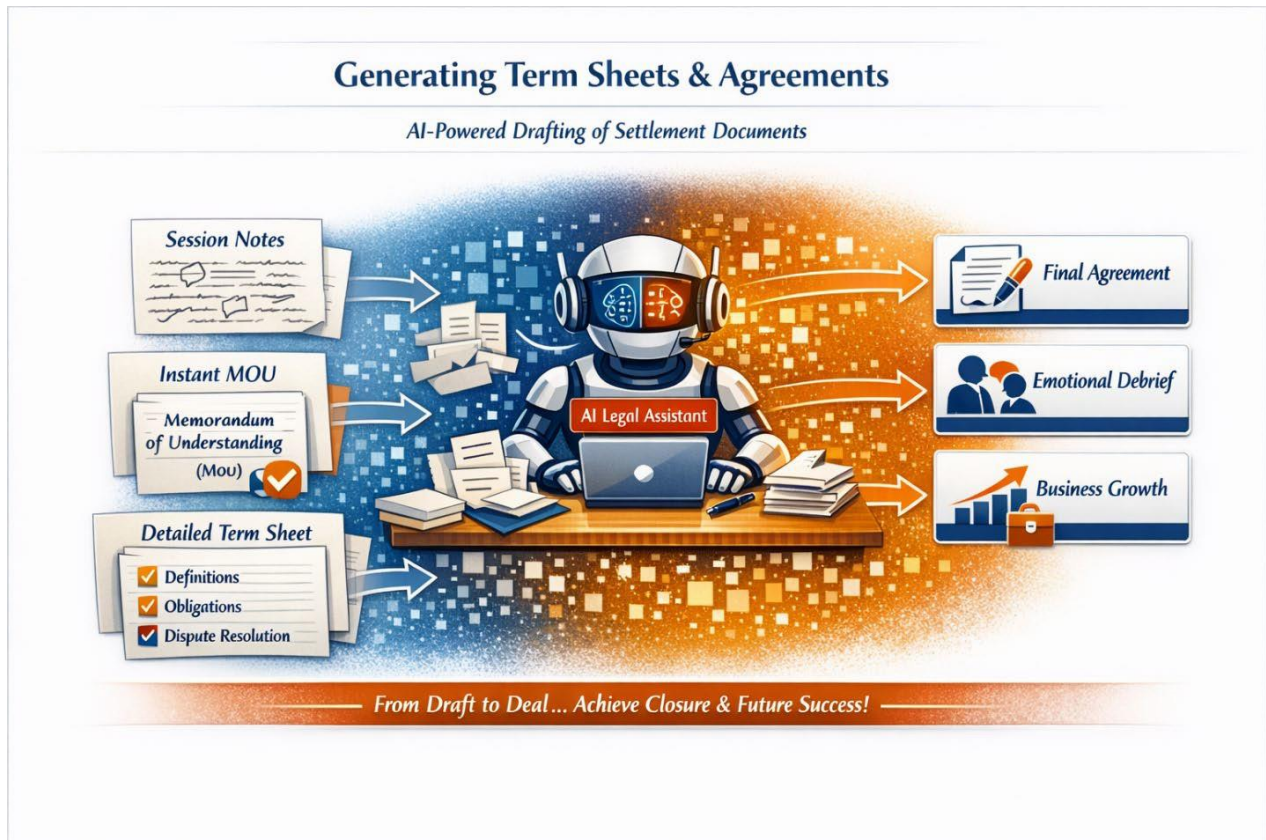 Generating Term Sheets & Agreements
AI-Powered Drafting of Settlement Documents
Session Notes
Instant MOU
Memorandum
of Understanding
(Mou)
Detailed Term Sheet
Definitions
Obligations
Dispute Resolution
AI Legal Assistant
Final Agreement
Emotional Debrief
Business Growth
From Draft to Deal... Achieve Closure & Future Success!